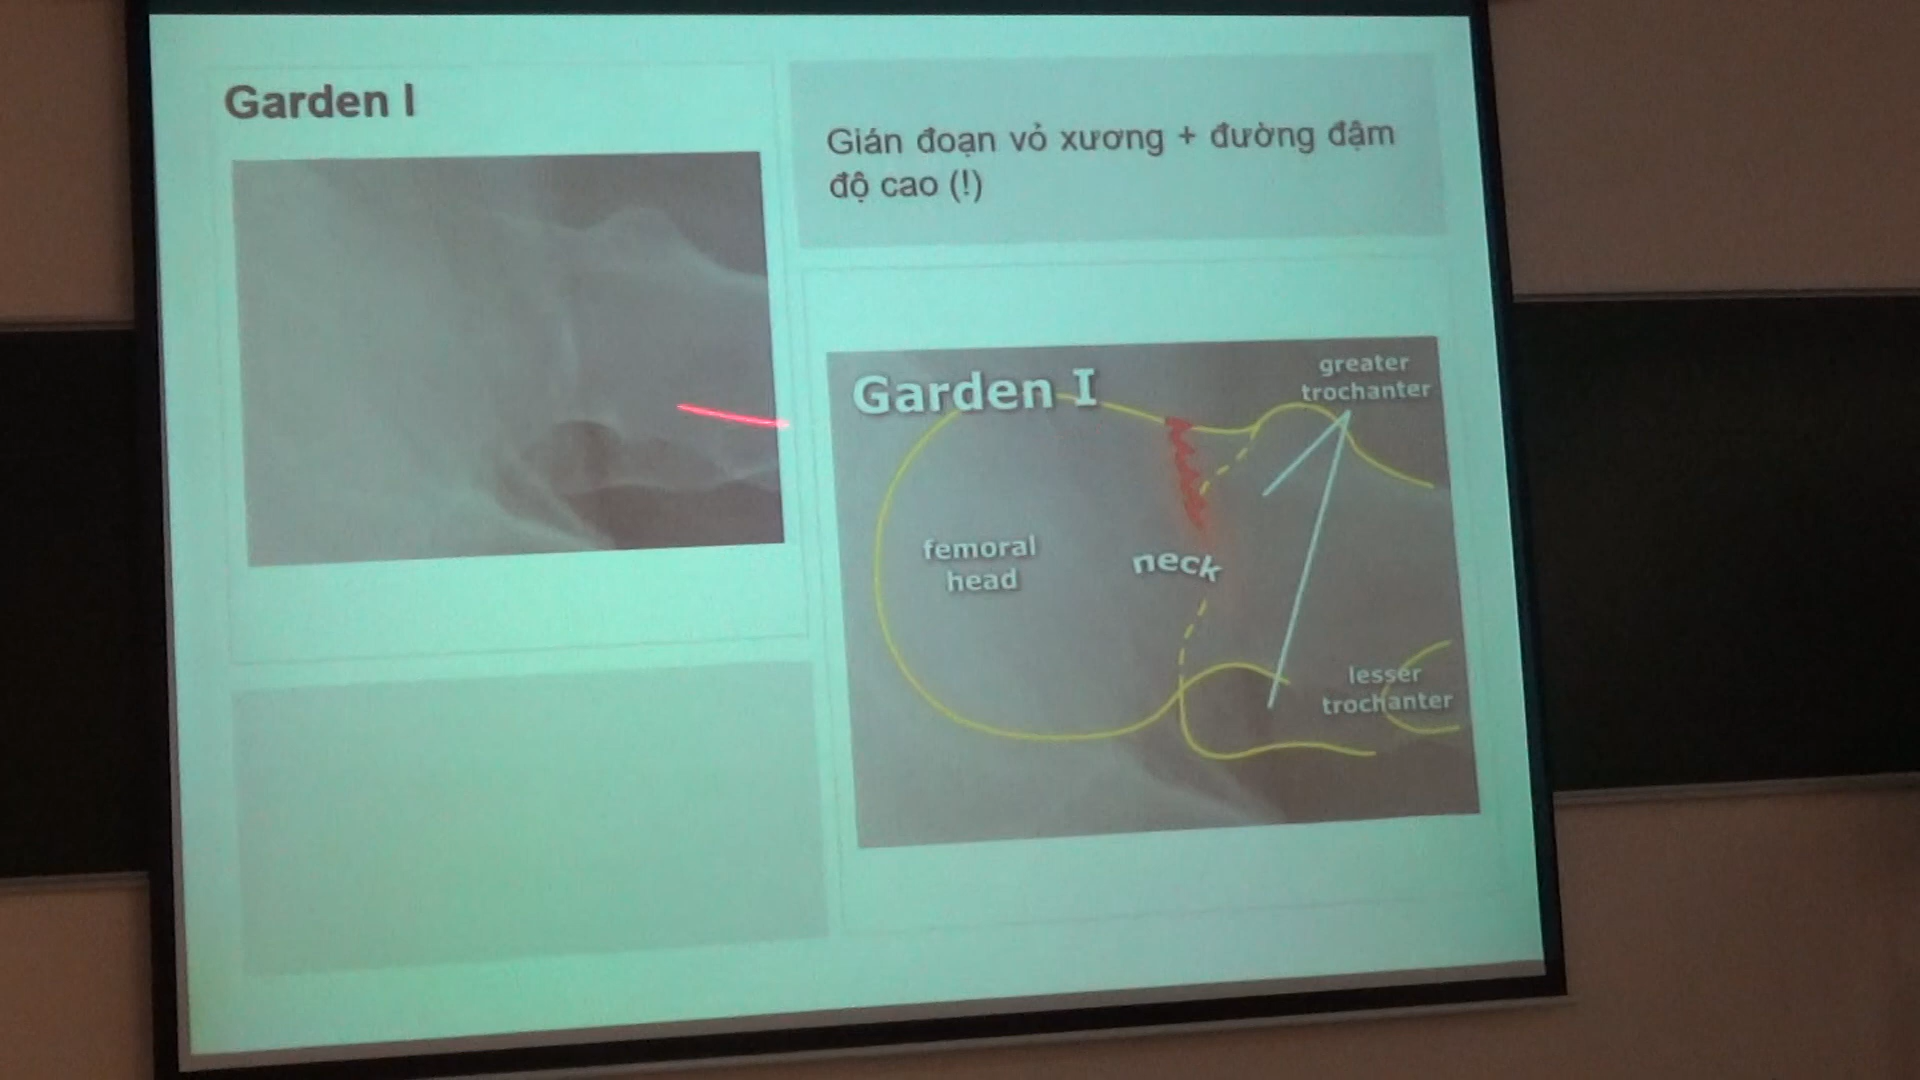 Garden I
Gián đoạn vỏ xương + đường đậm
độ cao (!)
Garden I
greater
trochanter
femoral
head
neck
lesser
trochanter